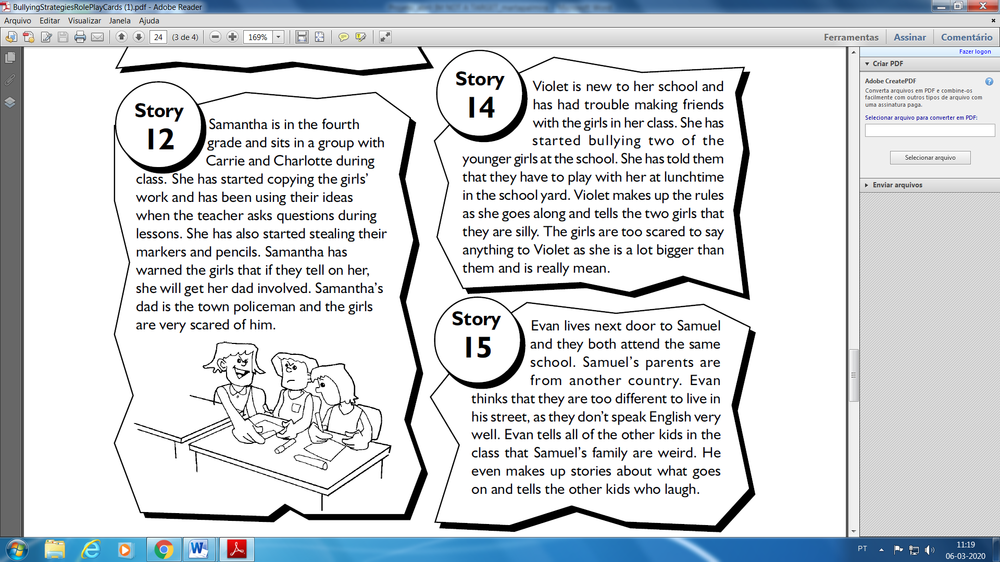 BullyingStrategiesRolePlayCards (1).pdf - Adobe Reader
Arquivo Editar Visualizar Janela Ajuda
24 (3 de 4) 169% Ferramentas Assinar Comentário
Story
12
Samantha is in the fourth
grade and sits in a group with
Carrie and Charlotte during
class. She has started copying the girls’
work and has been using their ideas
when the teacher asks questions during
lessons. She has also started stealing their
markers and pencils. Samantha has
warned the girls that if they tell on her,
she will get her dad involved. Samantha’s
dad is the town policeman and the girls
are very scared of him.
Story
14
Violet is new to her school and
has had trouble making friends
with the girls in her class. She has
started bullying two of the
younger girls at the school. She has told them
that they have to play with her at lunchtime
in the school yard. Violet makes up the rules
as she goes along and tells the two girls that
they are silly. The girls are too scared to say
anything to Violet as she is a lot bigger than
them and is really mean.
Story
15
Evan lives next door to Samuel
and they both attend the same
school. Samuel’s parents are
from another country. Evan
thinks that they are too different to live in
his street, as they don’t speak English very
well. Evan tells all of the other kids in the
class that Samuel’s family are weird. He
even makes up stories about what goes
on and tells the other kids who laugh.
Fazer logon
Criar PDF
Adobe CreatePDF
Converta arquivos em PDF e combine-os
facilmente com outros tipos de arquivo com
uma assinatura paga.
Selecionar arquivo para converter em PDF:
Selecionar arquivo
Enviar arquivos
PT
11:19
06-03-2020